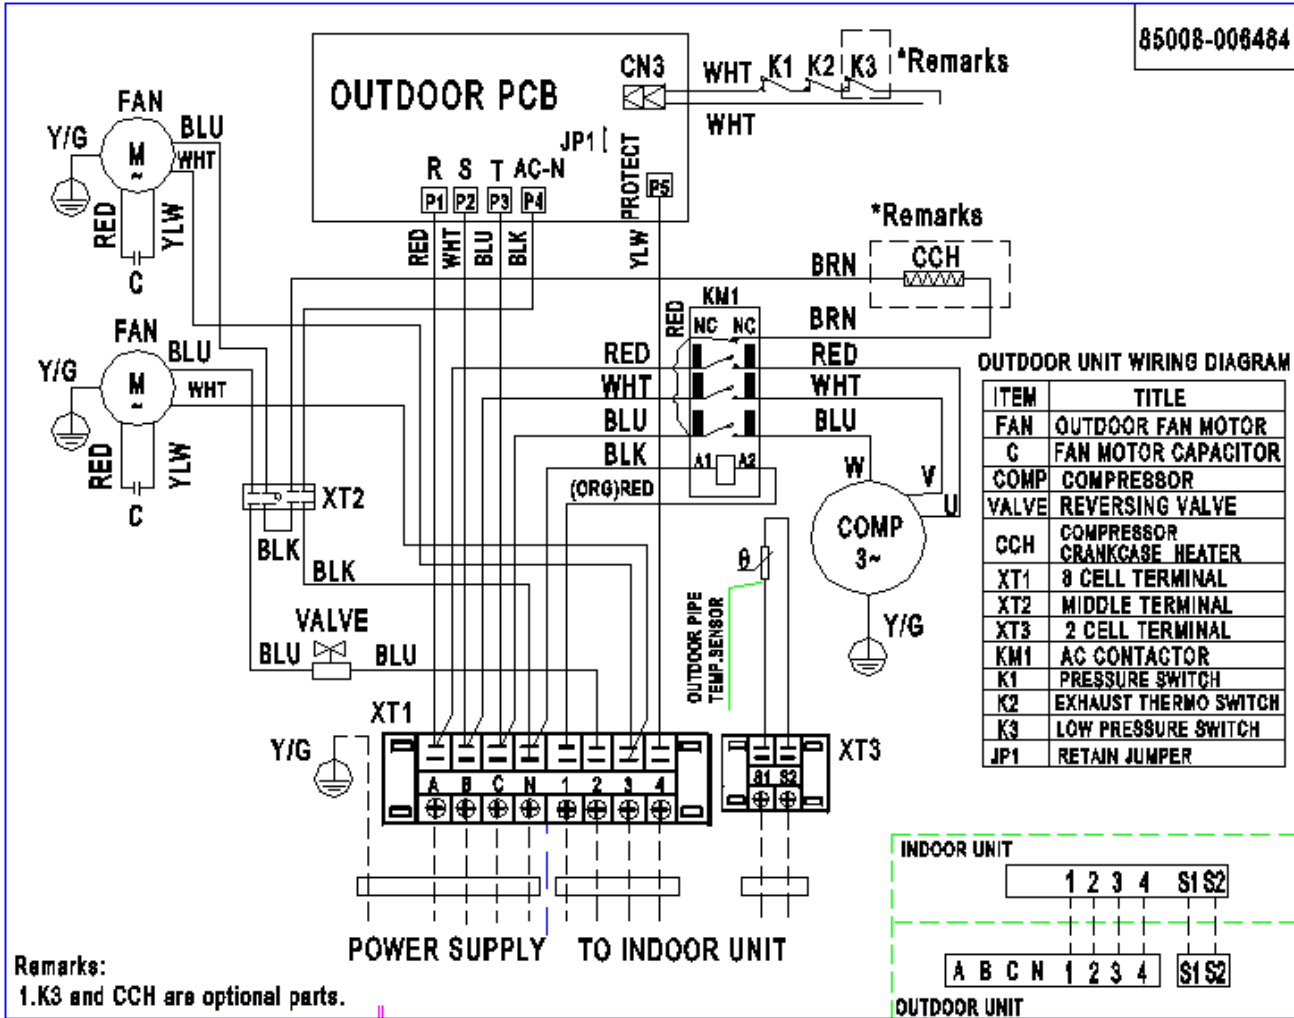 85008-006484
OUTDOOR PCB
CN3
WHT K1 K2 K3 *Remarks
WHT
JP1
PROTECT
R S T AC-N
P1 P2 P3 P4 P5
RED WHT BLU BLK YLW
FAN
Y/G
BLU
WHT
M
~
RED YLW
C
FAN
Y/G
BLU
WHT
M
~
RED YLW
C
*Remarks
BRN CCH
KM1
RED
NC NC
BRN
RED RED
WHT WHT
BLU BLU
BLK A1 A2
(ORG)RED
W V U
COMP
3~
Y/G
XT2
BLK
BLK
VALVE
BLU BLU
θ
OUTDOOR PIPE
TEMP.SENSOR
XT1
Y/G
A B C N 1 2 3 4
S1 S2
XT3
POWER SUPPLY TO INDOOR UNIT
OUTDOOR UNIT WIRING DIAGRAM
ITEM TITLE
FAN OUTDOOR FAN MOTOR
C FAN MOTOR CAPACITOR
COMP COMPRESSOR
VALVE REVERSING VALVE
CCH COMPRESSOR
CRANKCASE HEATER
XT1 8 CELL TERMINAL
XT2 MIDDLE TERMINAL
XT3 2 CELL TERMINAL
KM1 AC CONTACTOR
K1 PRESSURE SWITCH
K2 EXHAUST THERMO SWITCH
K3 LOW PRESSURE SWITCH
JP1 RETAIN JUMPER
INDOOR UNIT
1 2 3 4 S1 S2
A B C N 1 2 3 4 S1 S2
OUTDOOR UNIT
Remarks:
1.K3 and CCH are optional parts.